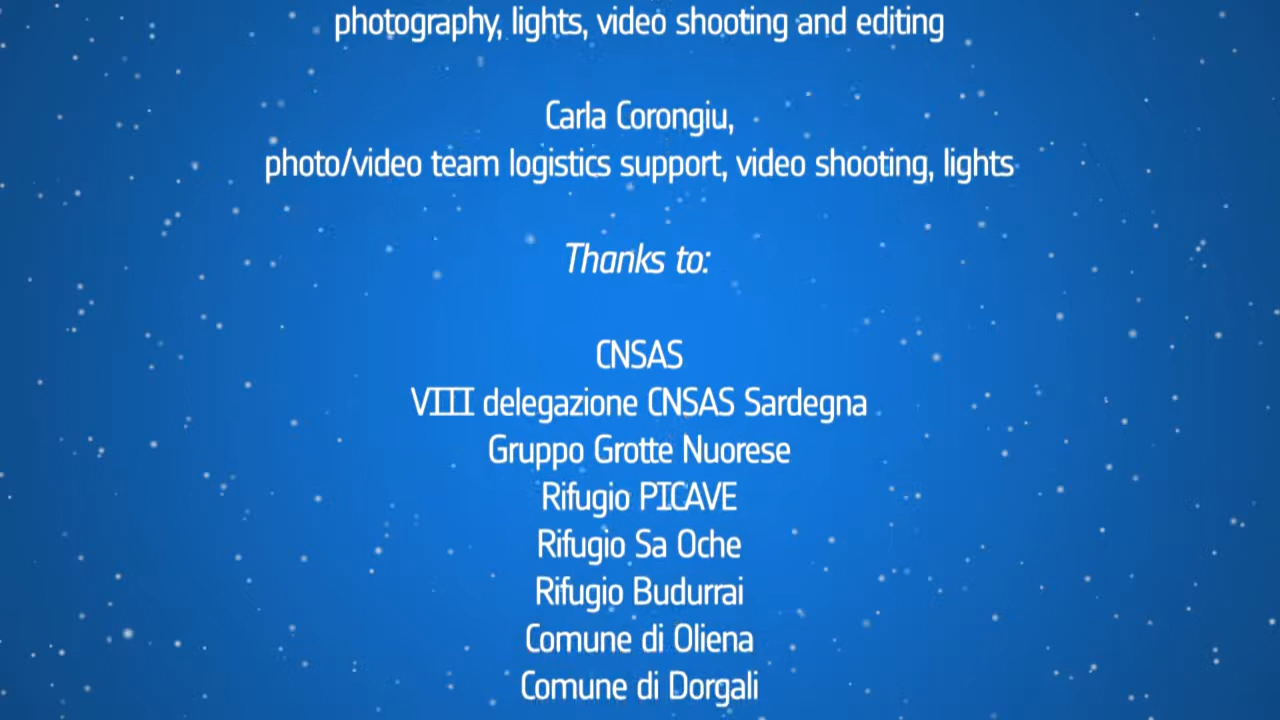 photography, lights, video shooting and editing
Carla Corongiu,
photo/video team logistics support, video shooting, lights
Thanks to:
CNSAS
VIII delegazione CNSAS Sardegna
Gruppo Grotte Nuorese
Rifugio PICAVE
Rifugio Sa Oche
Rifugio Budurrai
Comune di Oliena
Comune di Dorgali